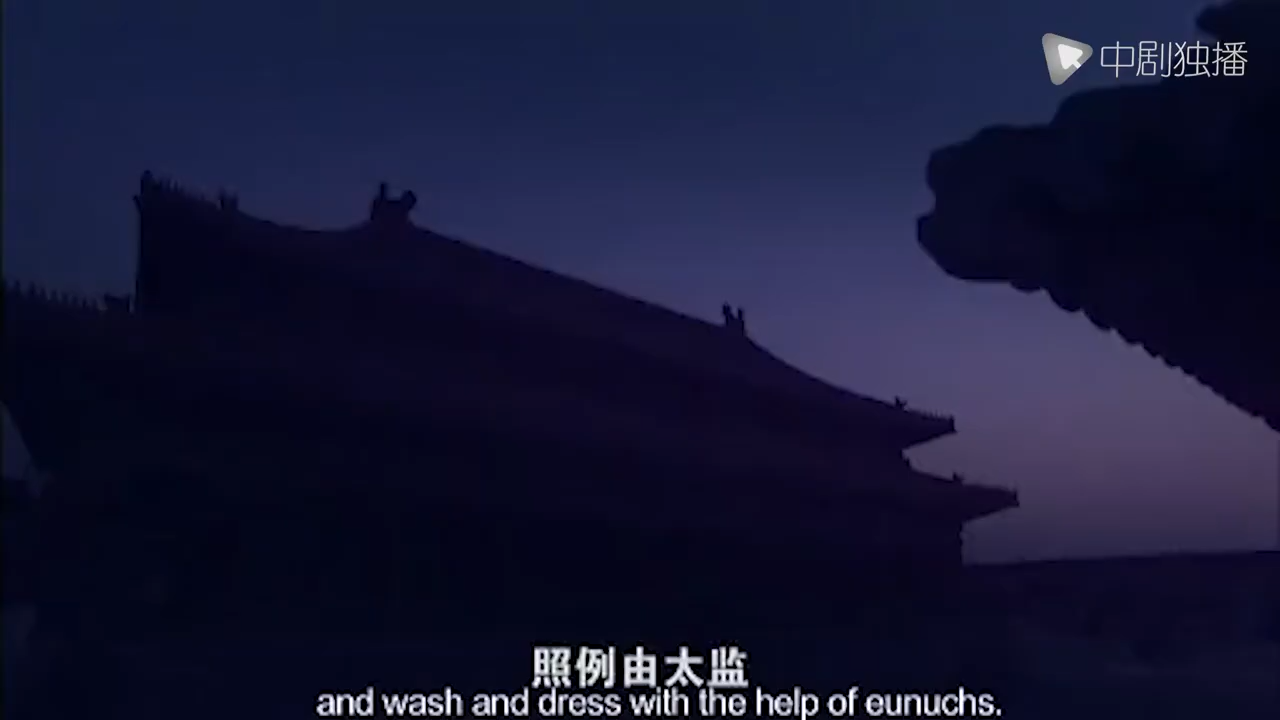 中剧独播
照例由太监
and wash and dress with the help of eunuchs.